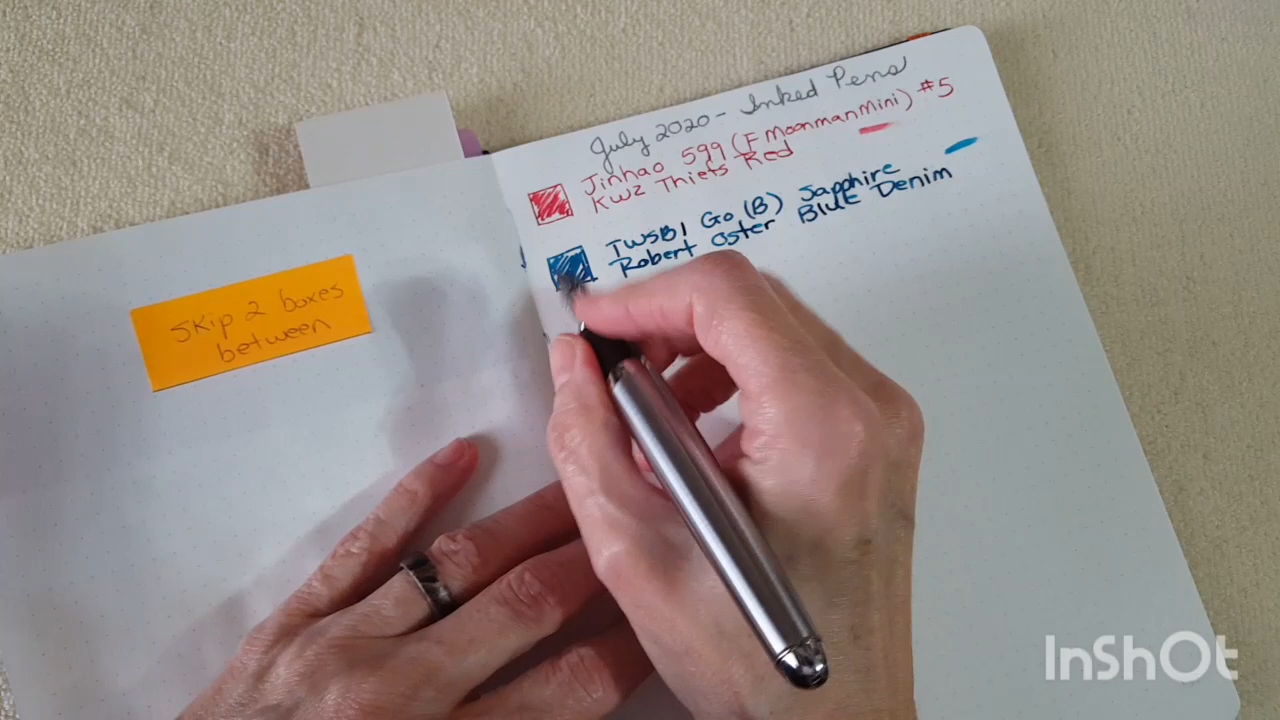 Skip 2 boxes
between
July 2020 - Inked Pens
Jinhao 599 (F Moonman Mini) #5
KWZ Thiefs Red
TWSBI Go (B) Sapphire
Robert Oster Blue Denim
InShOt